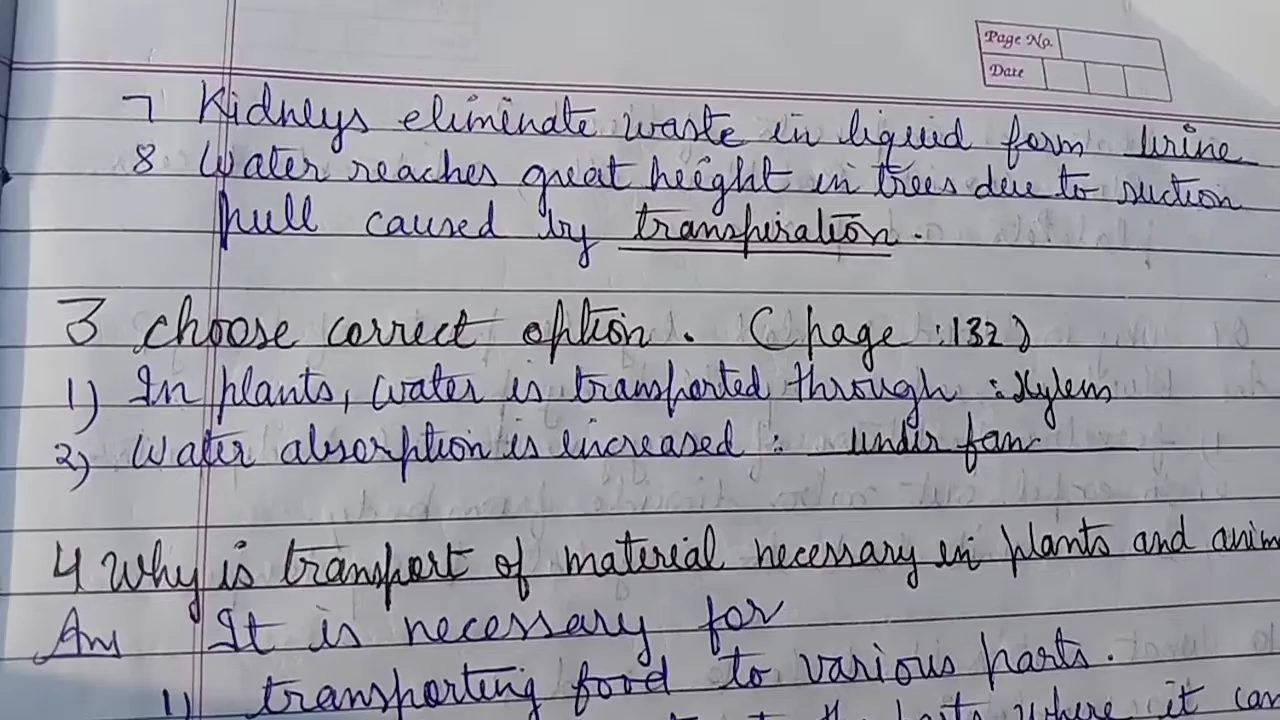 Page No.
Date
7 Kidneys eliminate waste in liquid form urine
8 Water reaches great height in trees due to suction
pull caused by transpiration.
3 choose correct option. (page:132)
1) In plants, water is transported through : Xylem
2) Water absorption is increased : under fan
4 Why is transport of material necessary in plants and anim
Ans It is necessary for
1) transporting food to various parts.
where it can